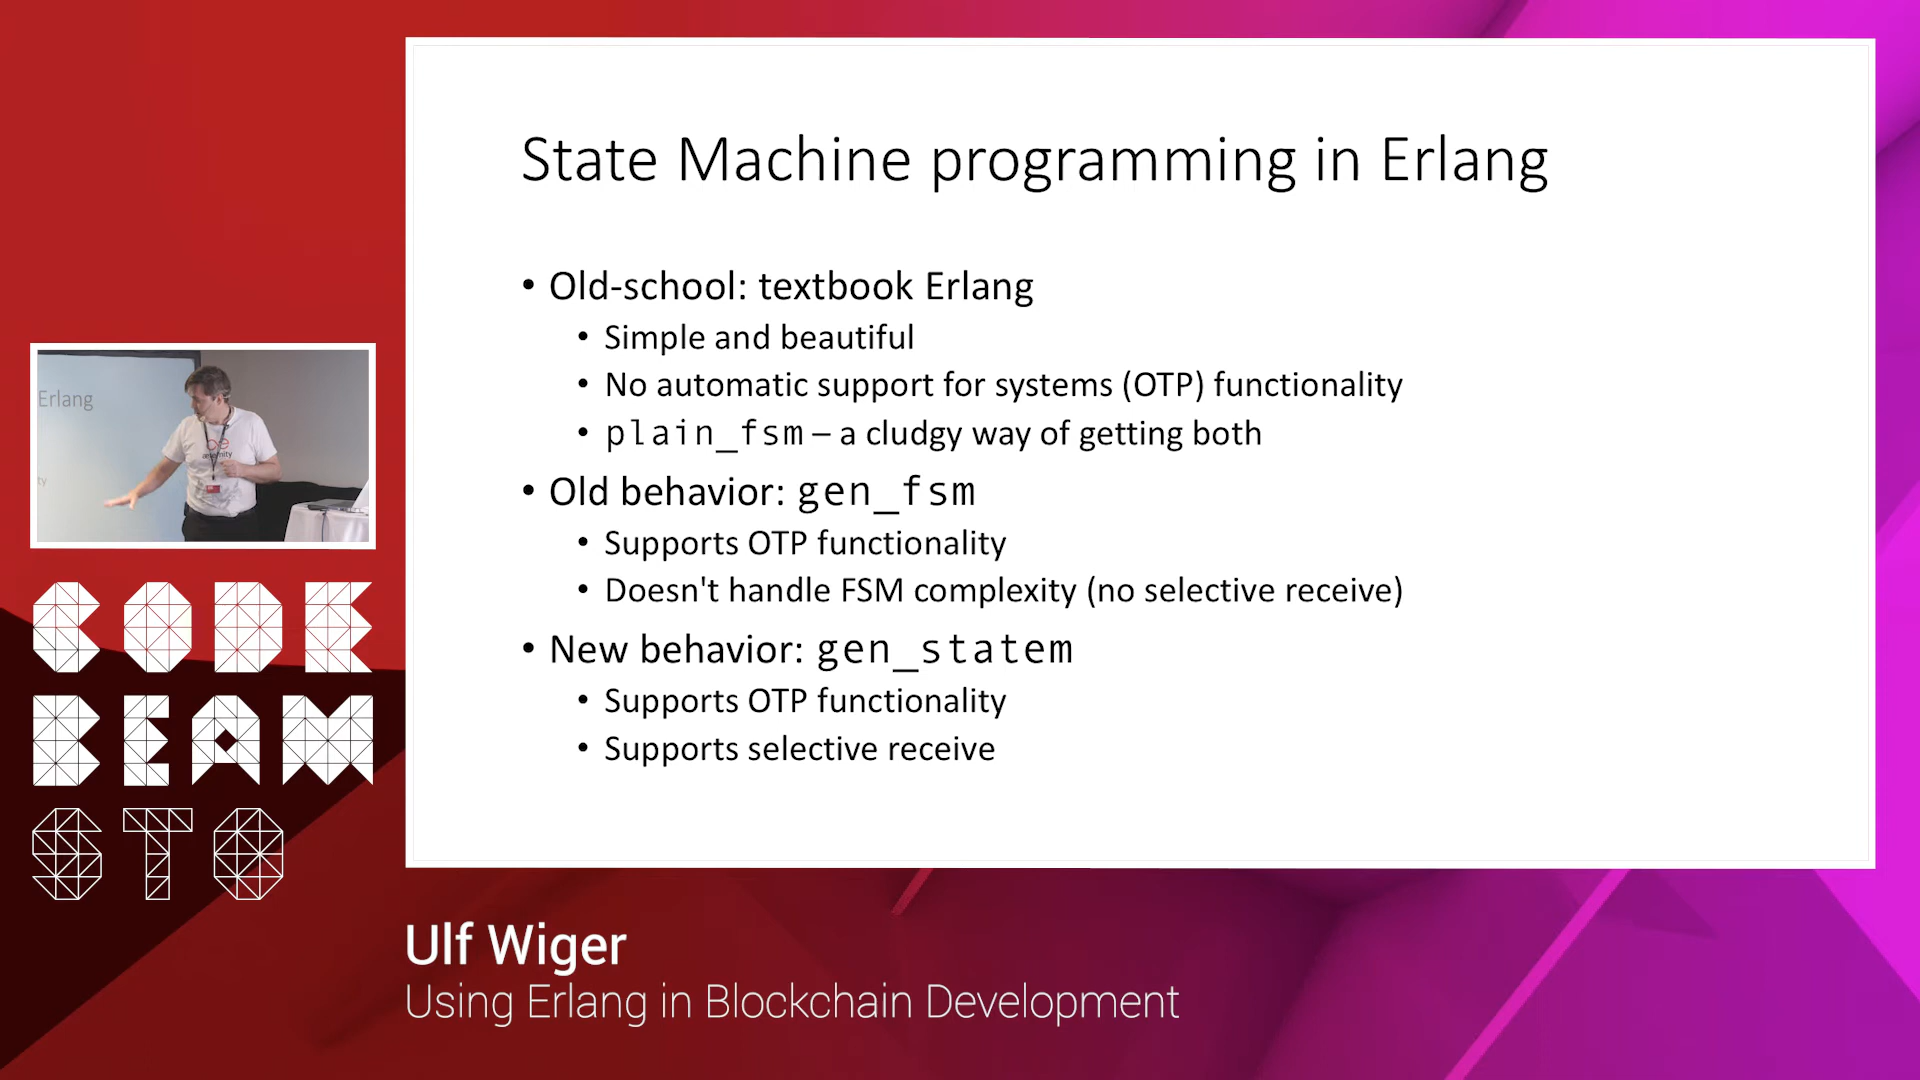 State Machine programming in Erlang
• Old-school: textbook Erlang
• Simple and beautiful
• No automatic support for systems (OTP) functionality
• plain_fsm – a cludgy way of getting both
• Old behavior: gen_fsm
• Supports OTP functionality
• Doesn't handle FSM complexity (no selective receive)
• New behavior: gen_statem
• Supports OTP functionality
• Supports selective receive
Erlang
ty
CODE
BEAM
STO
Ulf Wiger
Using Erlang in Blockchain Development